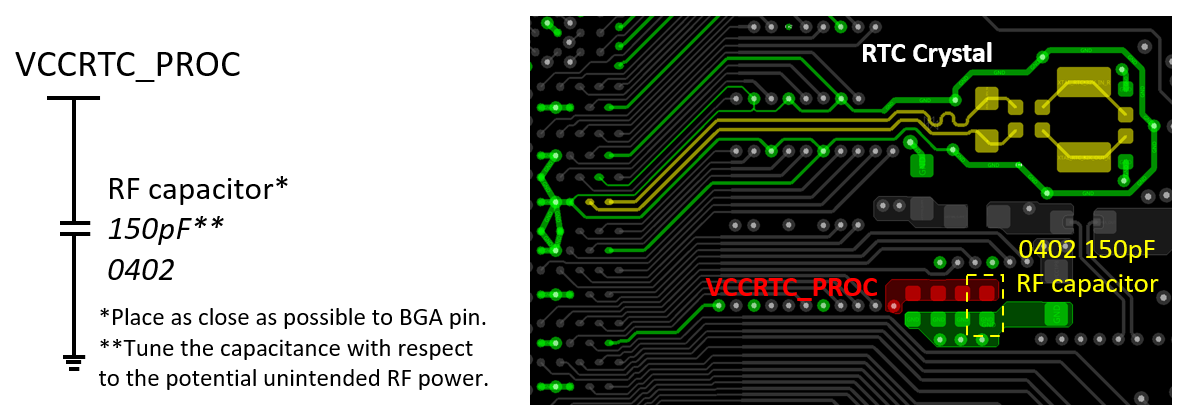 VCCRTC_PROC
RF capacitor*
150pF**
0402
*Place as close as possible to BGA pin.
**Tune the capacitance with respect
to the potential unintended RF power.
RTC Crystal
0402 150pF
RF capacitor
VCCRTC_PROC